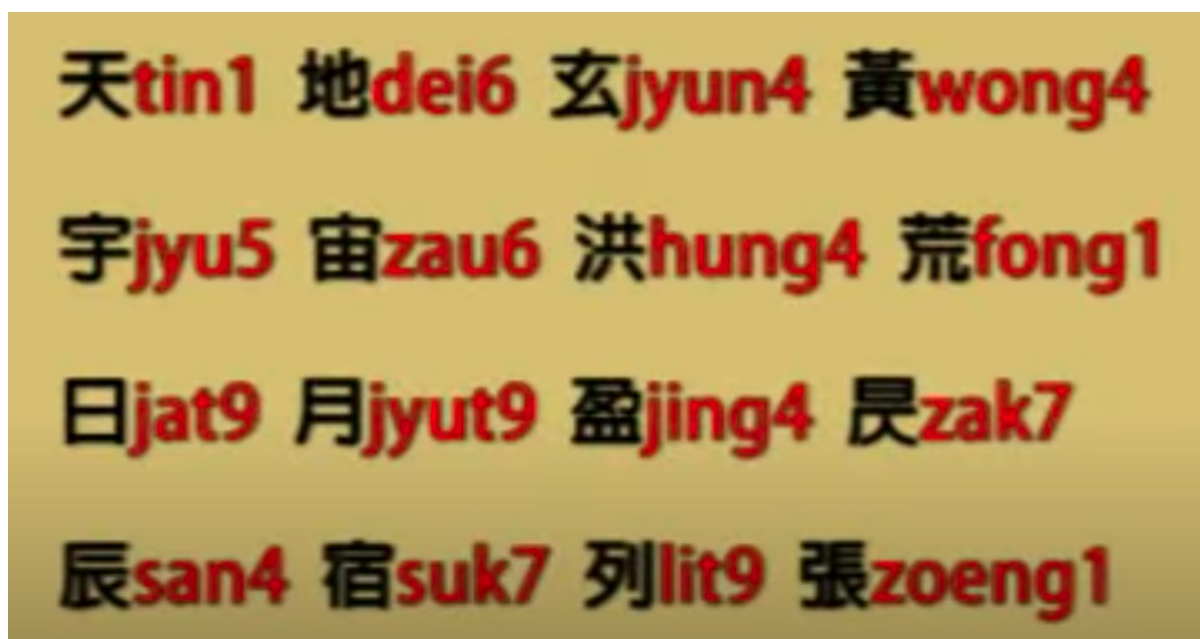 天tin1 地dei6 玄jyun4 黃wong4
宇jyu5 宙zau6 洪hung4 荒fong1
日jat9 月jyut9 盈jing4 昃zak7
辰san4 宿suk7 列lit9 張zoeng1